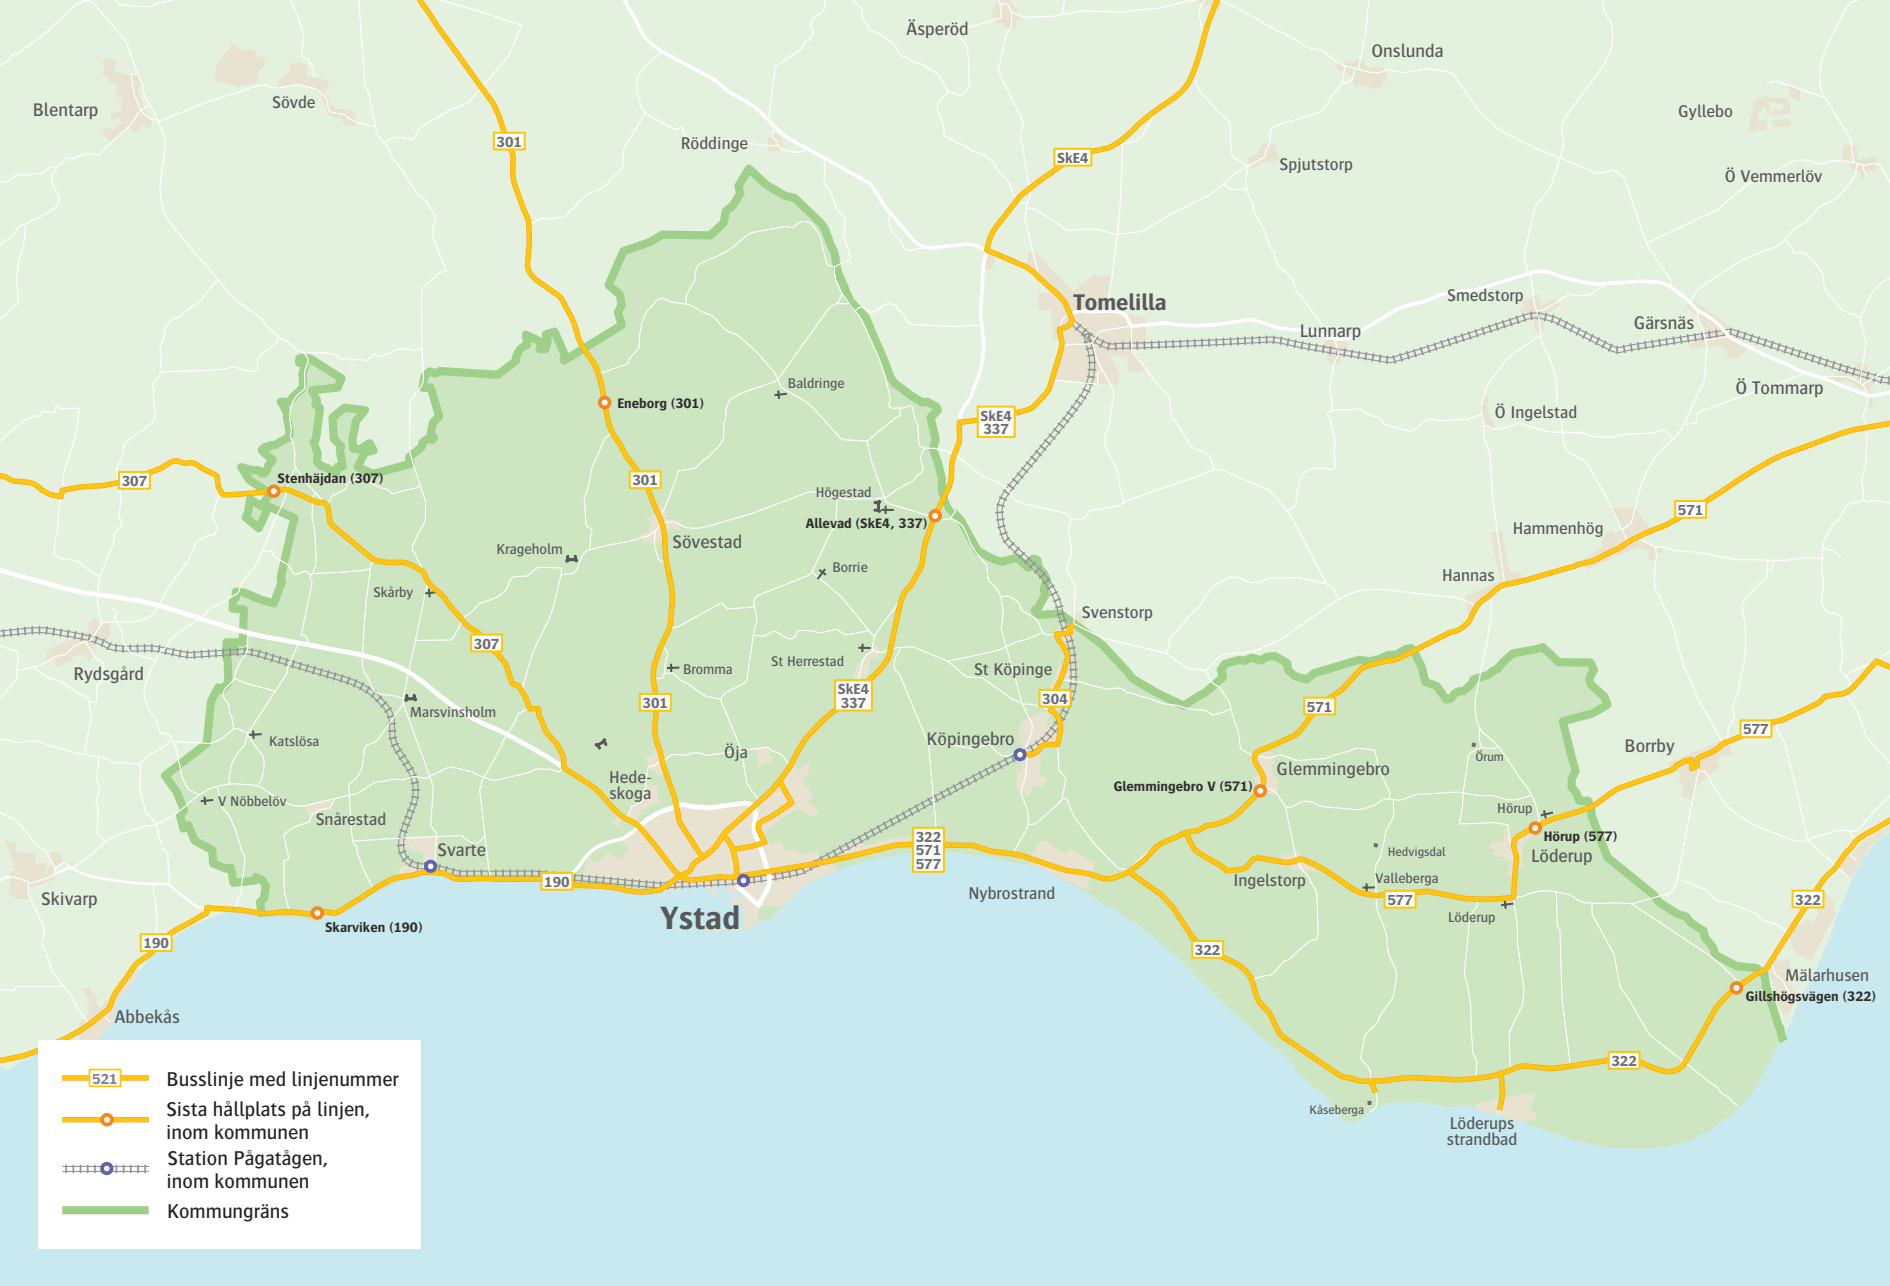 Äsperöd
Onslunda
Blentarp
Sövde
Gyllebo
301
Röddinge
SkE4
Spjutstorp
Ö Vemmerlöv
Tomelilla
Smedstorp
Lunnarp
Gärsnäs
Baldringe
Ö Tommarp
Eneborg (301)
SkE4
337
Ö Ingelstad
307
Stenhäjdan (307)
301
Högestad
571
Allevad (SkE4, 337)
Hammenhög
Krageholm
Sövestad
Borrie
Hannas
Skårby
Svenstorp
307
Rydsgård
Bromma
St Herrestad
St Köpinge
SkE4
337
301
304
571
Marsvinsholm
577
Katslösa
Öja
Köpingebro
Borrby
Örum
Hede-
skoga
Glemmingebro
Glemmingebro V (571)
V Nöbbelöv
Hörup
Snårestad
Hörup (577)
322
571
577
Svarte
Hedvigsdal
Löderup
190
Ingelstorp
Valleberga
Nybrostrand
577
322
Skivarp
Ystad
Löderup
Skarviken (190)
190
322
Mälarhusen
Gillshögsvägen (322)
Abbekås
322
Kåseberga
Löderups
strandbad
521
Busslinje med linjenummer
Sista hållplats på linjen,
inom kommunen
Station Pågatågen,
inom kommunen
Kommungräns